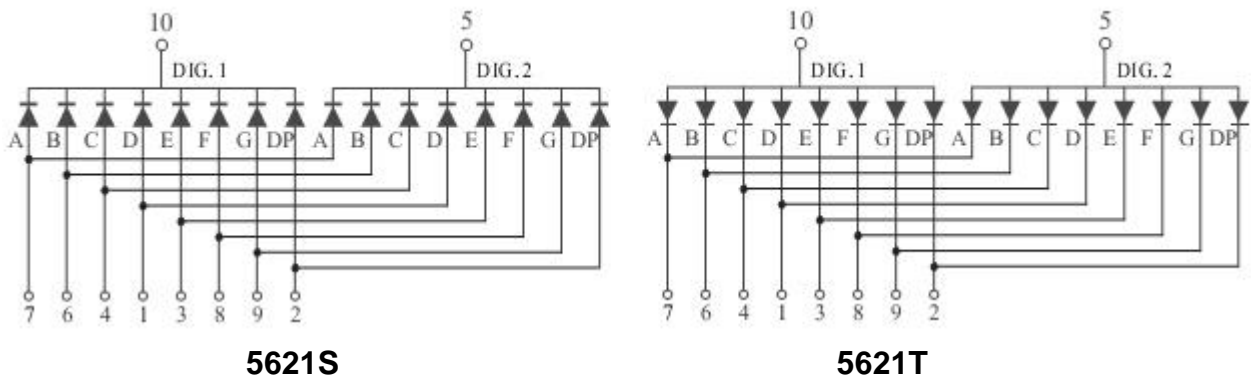 10 5
DIG.1 DIG.2
A B C D E F G DP A B C D E F G DP
7 6 4 1 3 8 9 2
5621S
10 5
DIG.1 DIG.2
A B C D E F G DP A B C D E F G DP
7 6 4 1 3 8 9 2
5621T